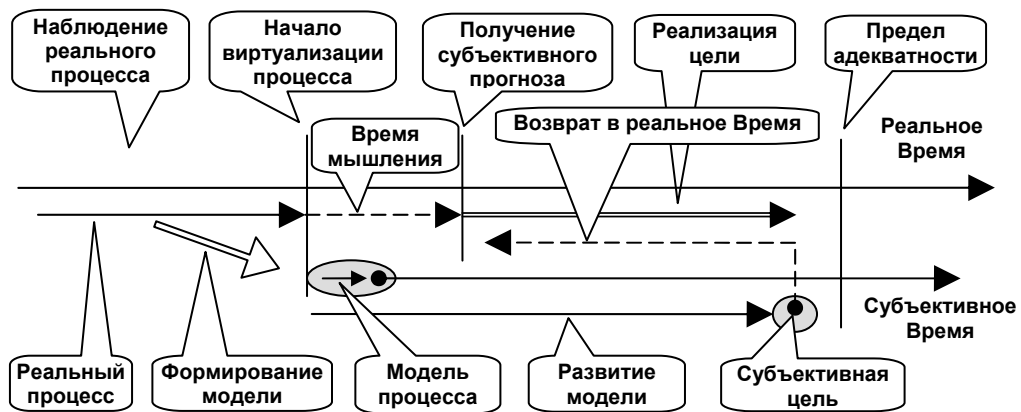 Наблюдение
реального
процесса
Начало
виртуализации
процесса
Получение
субъективного
прогноза
Реализация
цели
Предел
адекватности
Время
мышления
Возврат в реальное Время
Реальное
Время
Субъективное
Время
Реальный
процесс
Формирование
модели
Модель
процесса
Развитие
модели
Субъективная
цель